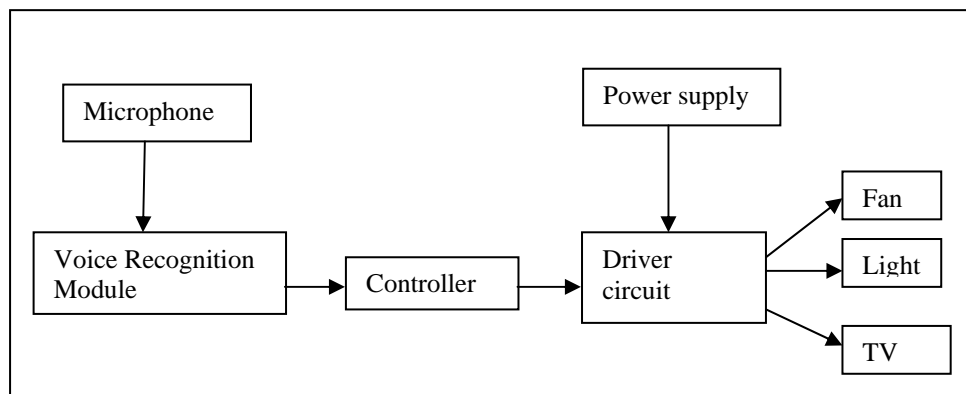 Microphone
Power supply
Voice Recognition
Module
Controller
Driver
circuit
Fan
Light
TV